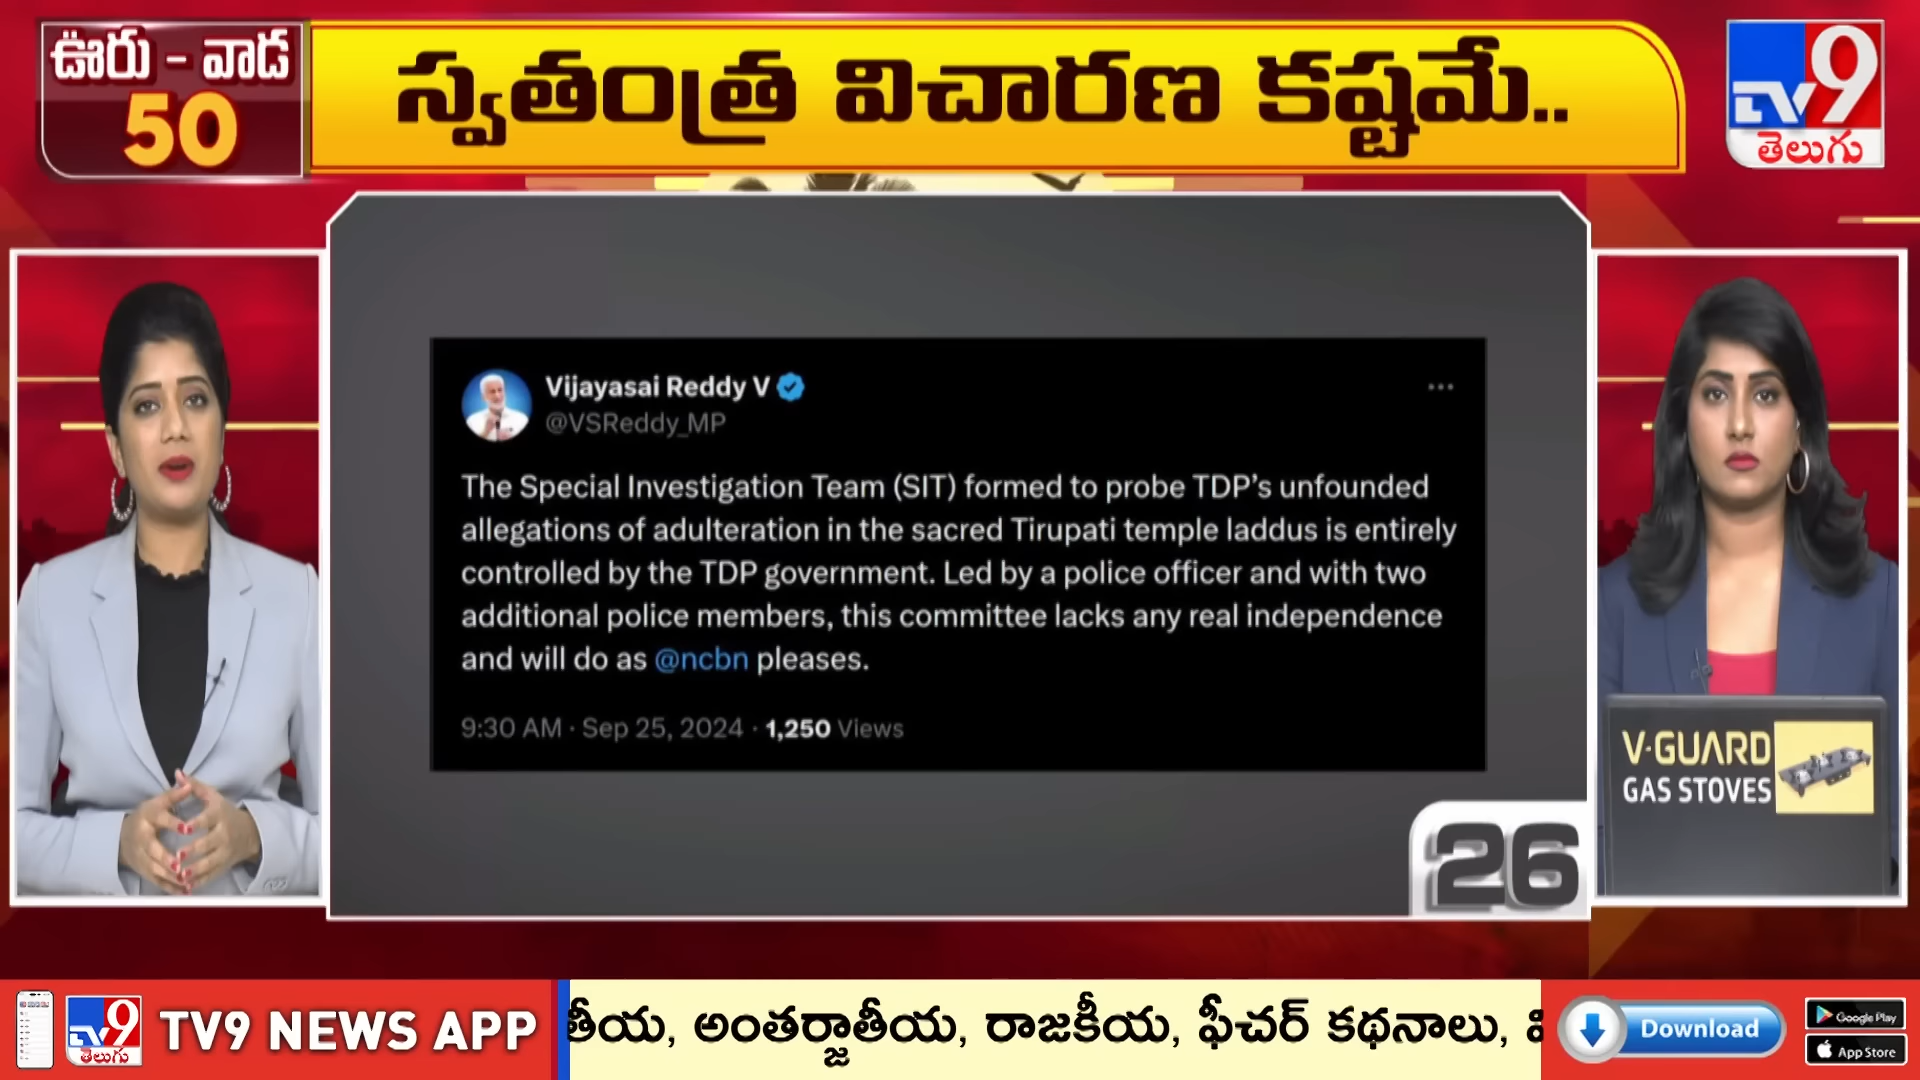 ఊరు - వాడ
50
స్వతంత్ర విచారణ కష్టమే..
TV9
తెలుగు
Vijayasai Reddy V
@VSReddy_MP
The Special Investigation Team (SIT) formed to probe TDP’s unfounded
allegations of adulteration in the sacred Tirupati temple laddus is entirely
controlled by the TDP government. Led by a police officer and with two
additional police members, this committee lacks any real independence
and will do as @ncbn pleases.
9:30 AM · Sep 25, 2024 · 1,250 Views
V-GUARD
GAS STOVES
26
TV9
తెలుగు
TV9 NEWS APP
తీయ, అంతర్జాతీయ, రాజకీయ, ఫీచర్ కథనాలు,
Download
Google Play
App Store